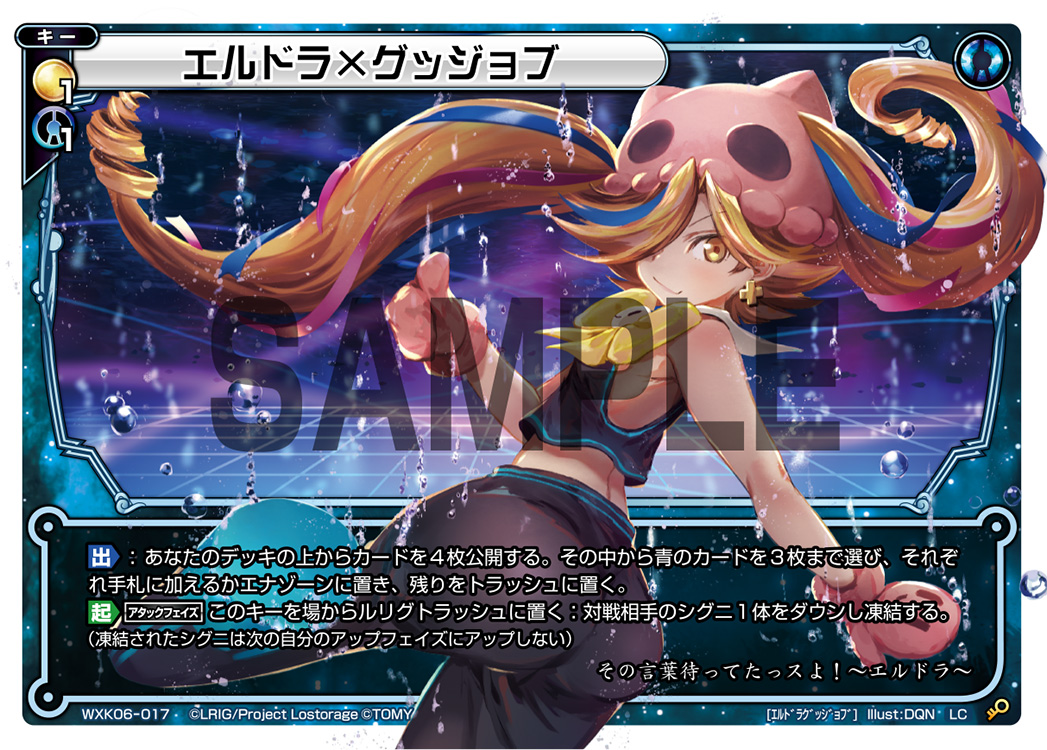 キー
エルドラ×グッジョブ
1
1
SAMPLE
出：あなたのデッキの上からカードを４枚公開する。その中から青のカードを３枚まで選び、それぞ
れ手札に加えるかエナゾーンに置き、残りをトラッシュに置く。
起 アタックフェイズ このキーを場からルリグトラッシュに置く：対戦相手のシグニ１体をダウンし凍結する。
（凍結されたシグニは次の自分のアップフェイズにアップしない）
その言葉待ってたっスよ！～エルドラ～
WXK06-017 ・ ©LRIG/Project Lostorage ©TOMY
[ｴﾙﾄﾞﾗｸﾞｯｼﾞｮﾌﾞ] Illust:DQN LC